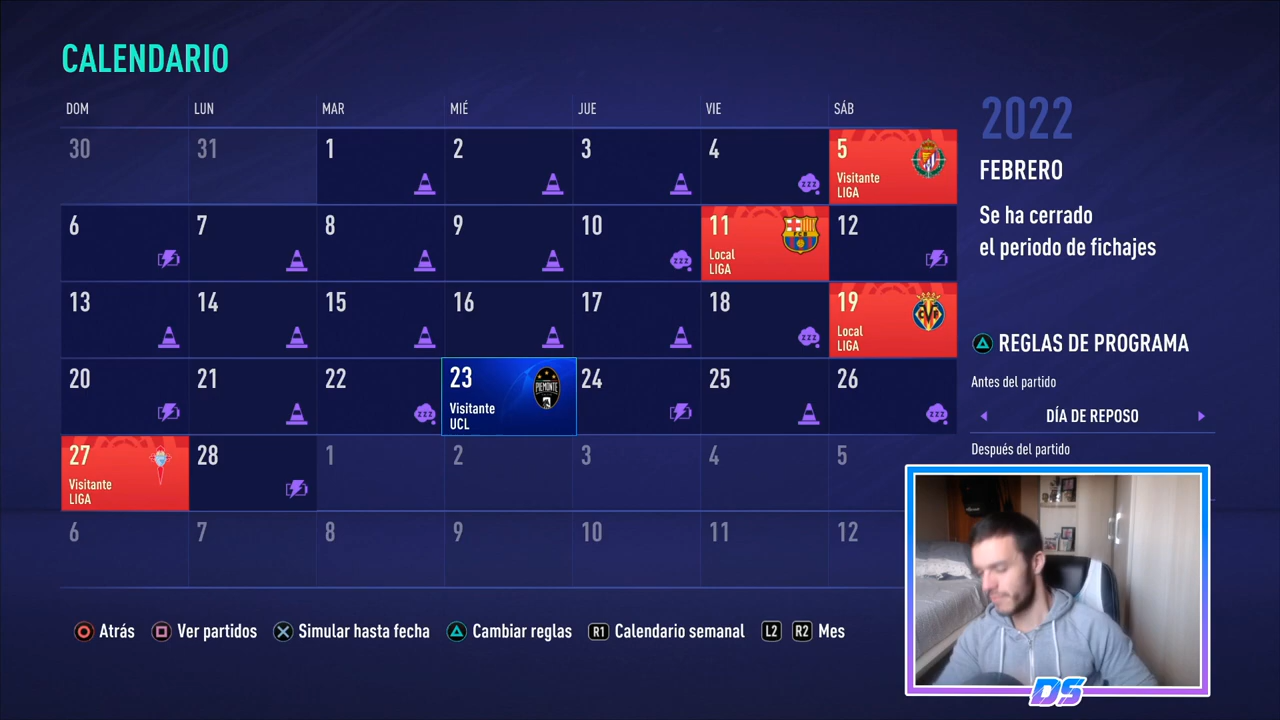 CALENDARIO
DOM LUN MAR MIÉ JUE VIE SÁB
30 31 1 2 3 4 5
Visitante
LIGA
zzz
6 7 8 9 10 11 12
Local
LIGA
zzz
13 14 15 16 17 18 19
Local
LIGA
zzz
20 21 22 23 24 25 26
Visitante
UCL
PIEMONTE
zzz
zzz
27 28 1 2 3 4 5
Visitante
LIGA
6 7 8 9 10 11 12
2022
FEBRERO
Se ha cerrado
el periodo de fichajes
REGLAS DE PROGRAMA
Antes del partido
DÍA DE REPOSO
Después del partido
Atrás Ver partidos Simular hasta fecha Cambiar reglas R1 Calendario semanal L2 R2 Mes
DS